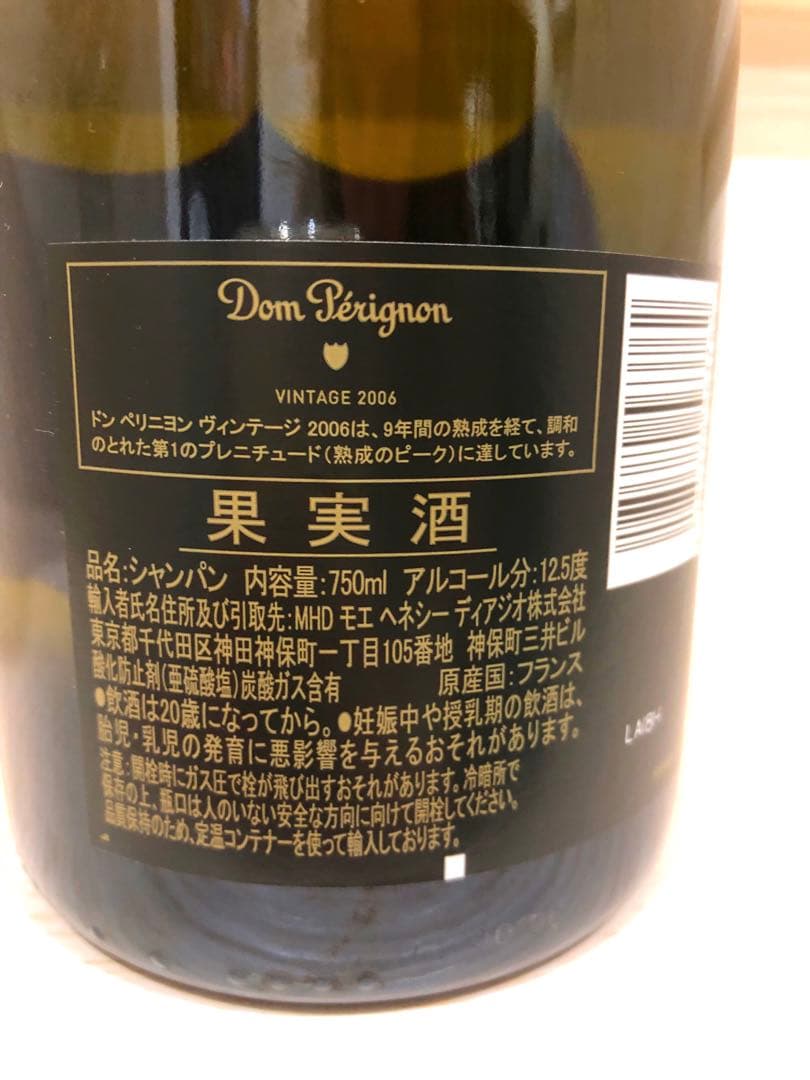 Dom Pérignon
VINTAGE 2006
ドン ペリニヨン ヴィンテージ 2006は、9年間の熟成を経て、調和
のとれた第1のプレニチュード(熟成のピーク)に達しています。
果実酒
品名:シャンパン 内容量:750ml アルコール分:12.5度
輸入者氏名住所及び引取先:MHD モエ ヘネシー ディアジオ株式会社
東京都千代田区神田神保町一丁目105番地 神保町三井ビル
酸化防止剤(亜硫酸塩)炭酸ガス含有 原産国:フランス
●飲酒は20歳になってから。●妊娠中や授乳期の飲酒は、
胎児・乳児の発育に悪影響を与えるおそれがあります。
注意:開栓時にガス圧で栓が飛び出すおそれがあります。冷暗所で
保存の上、瓶口は人のいない安全な方向に向けて開栓してください。
品質保持のため、定温コンテナーを使って輸入しております。